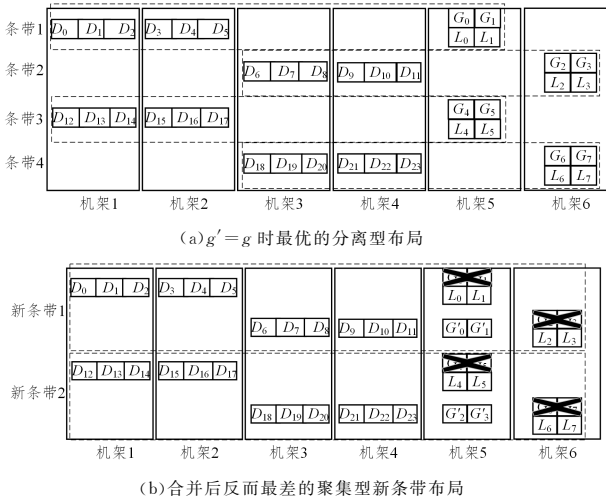 条带1 D₀ D₁ D₂ D₃ D₄ D₅ G₀ G₁
L₀ L₁
条带2 D₆ D₇ D₈ D₉ D₁₀ D₁₁ G₂ G₃
L₂ L₃
条带3 D₁₂ D₁₃ D₁₄ D₁₅ D₁₆ D₁₇ G₄ G₅
L₄ L₅
条带4 D₁₈ D₁₉ D₂₀ D₂₁ D₂₂ D₂₃ G₆ G₇
L₆ L₇
机架1 机架2 机架3 机架4 机架5 机架6
(a)g′=g 时最优的分离型布局
新条带1 D₀ D₁ D₂ D₃ D₄ D₅ L₀ L₁
D₆ D₇ D₈ D₉ D₁₀ D₁₁ G′₀ G′₁ L₂ L₃
新条带2 D₁₂ D₁₃ D₁₄ D₁₅ D₁₆ D₁₇ L₄ L₅
D₁₈ D₁₉ D₂₀ D₂₁ D₂₂ D₂₃ G′₂ G′₃ L₆ L₇
机架1 机架2 机架3 机架4 机架5 机架6
(b)合并后反而最差的聚集型新条带布局